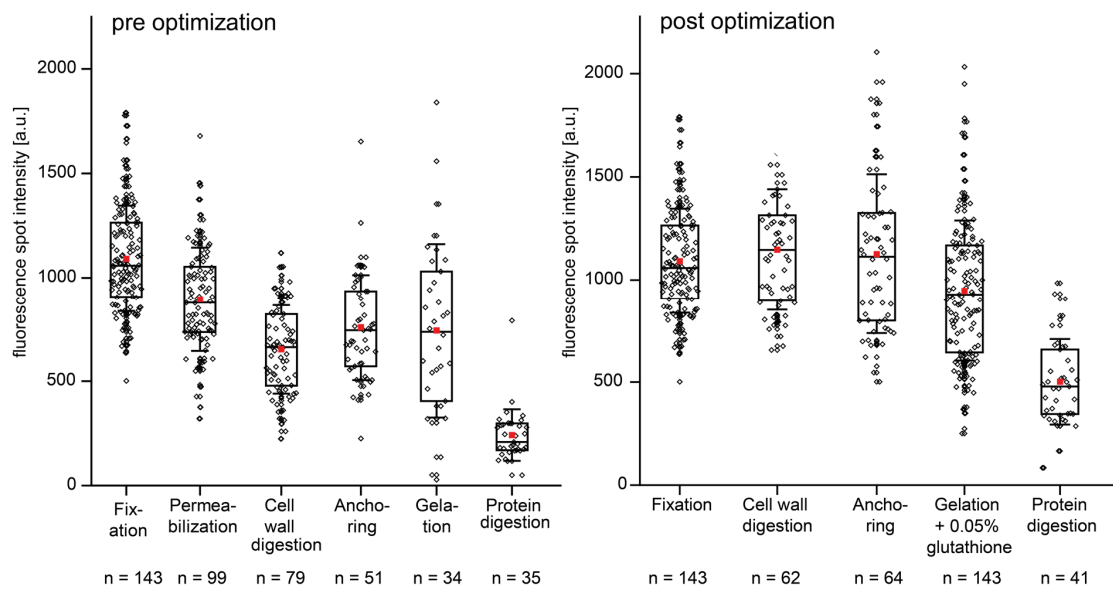 pre optimization
fluorescence spot intensity [a.u.]
2000
1500
1000
500
0
Fix-
ation
Permea-
bilization
Cell
wall
digestion
Ancho-
ring
Gela-
tion
Protein
digestion
n = 143 n = 99 n = 79 n = 51 n = 34 n = 35
post optimization
fluorescence spot intensity [a.u.]
2000
1500
1000
500
0
Fixation
Cell wall
digestion
Ancho-
ring
Gelation
+ 0.05%
glutathione
Protein
digestion
n = 143 n = 62 n = 64 n = 143 n = 41